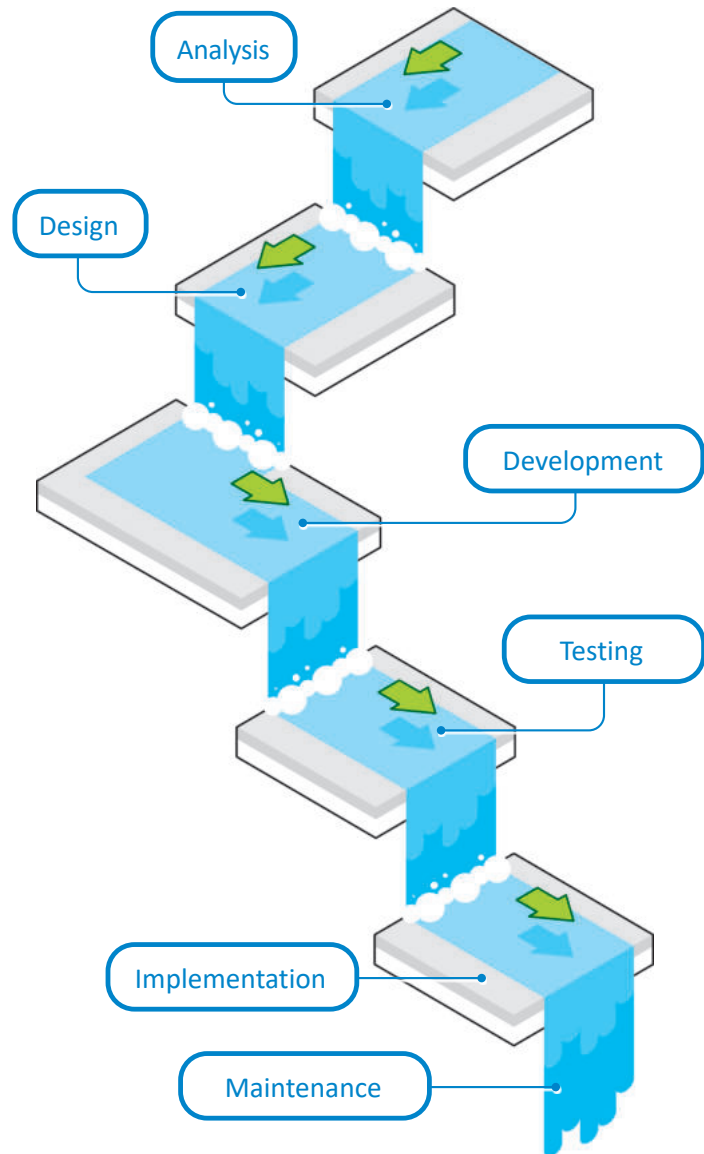 Analysis
Design
Development
Testing
Implementation
Maintenance